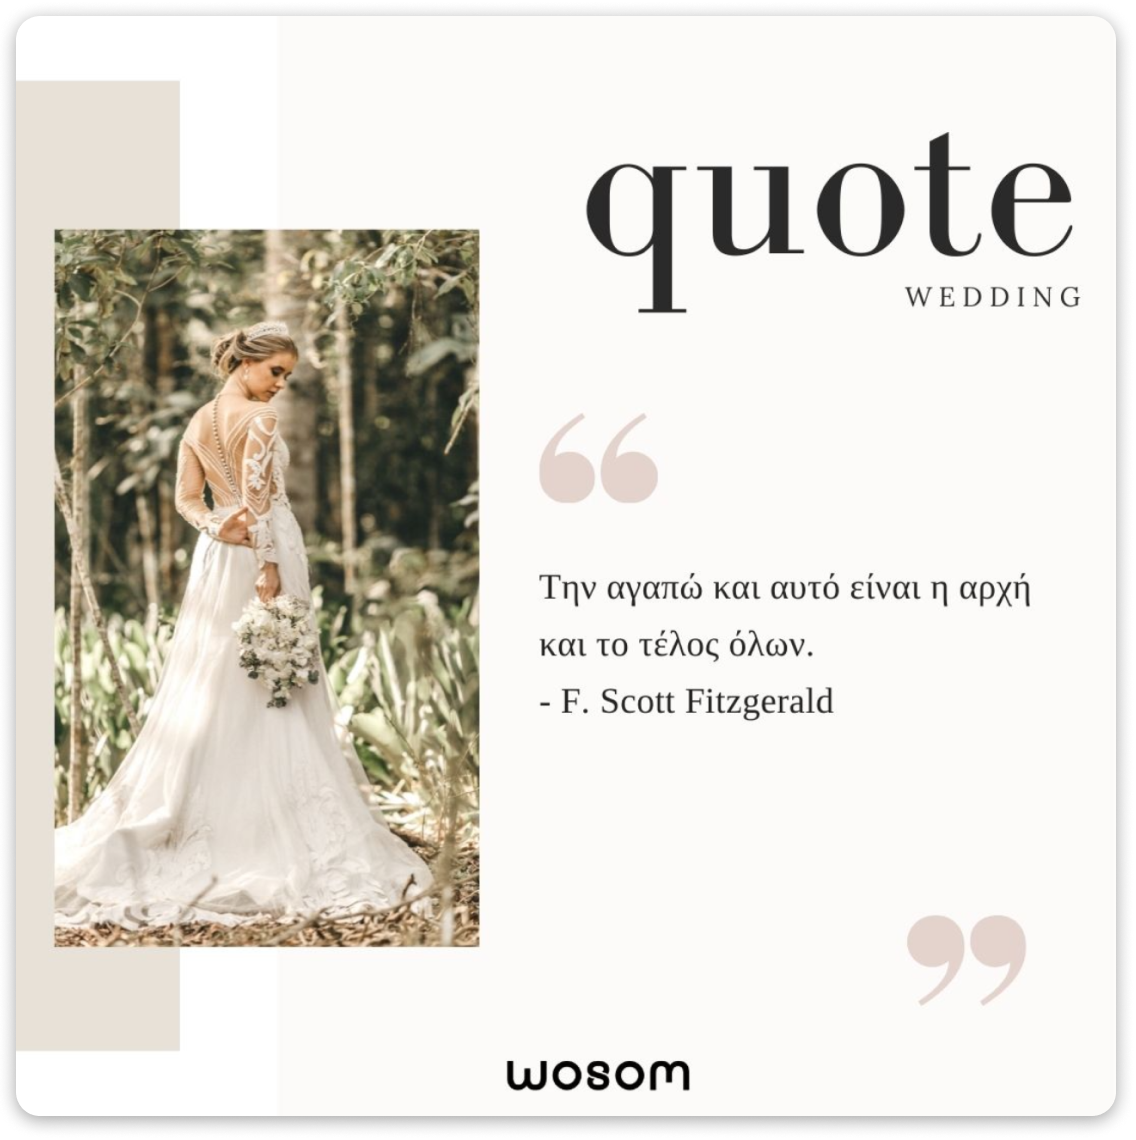 quote
WEDDING
“
Την αγαπώ και αυτό είναι η αρχή
και το τέλος όλων.
- F. Scott Fitzgerald
”
wosom